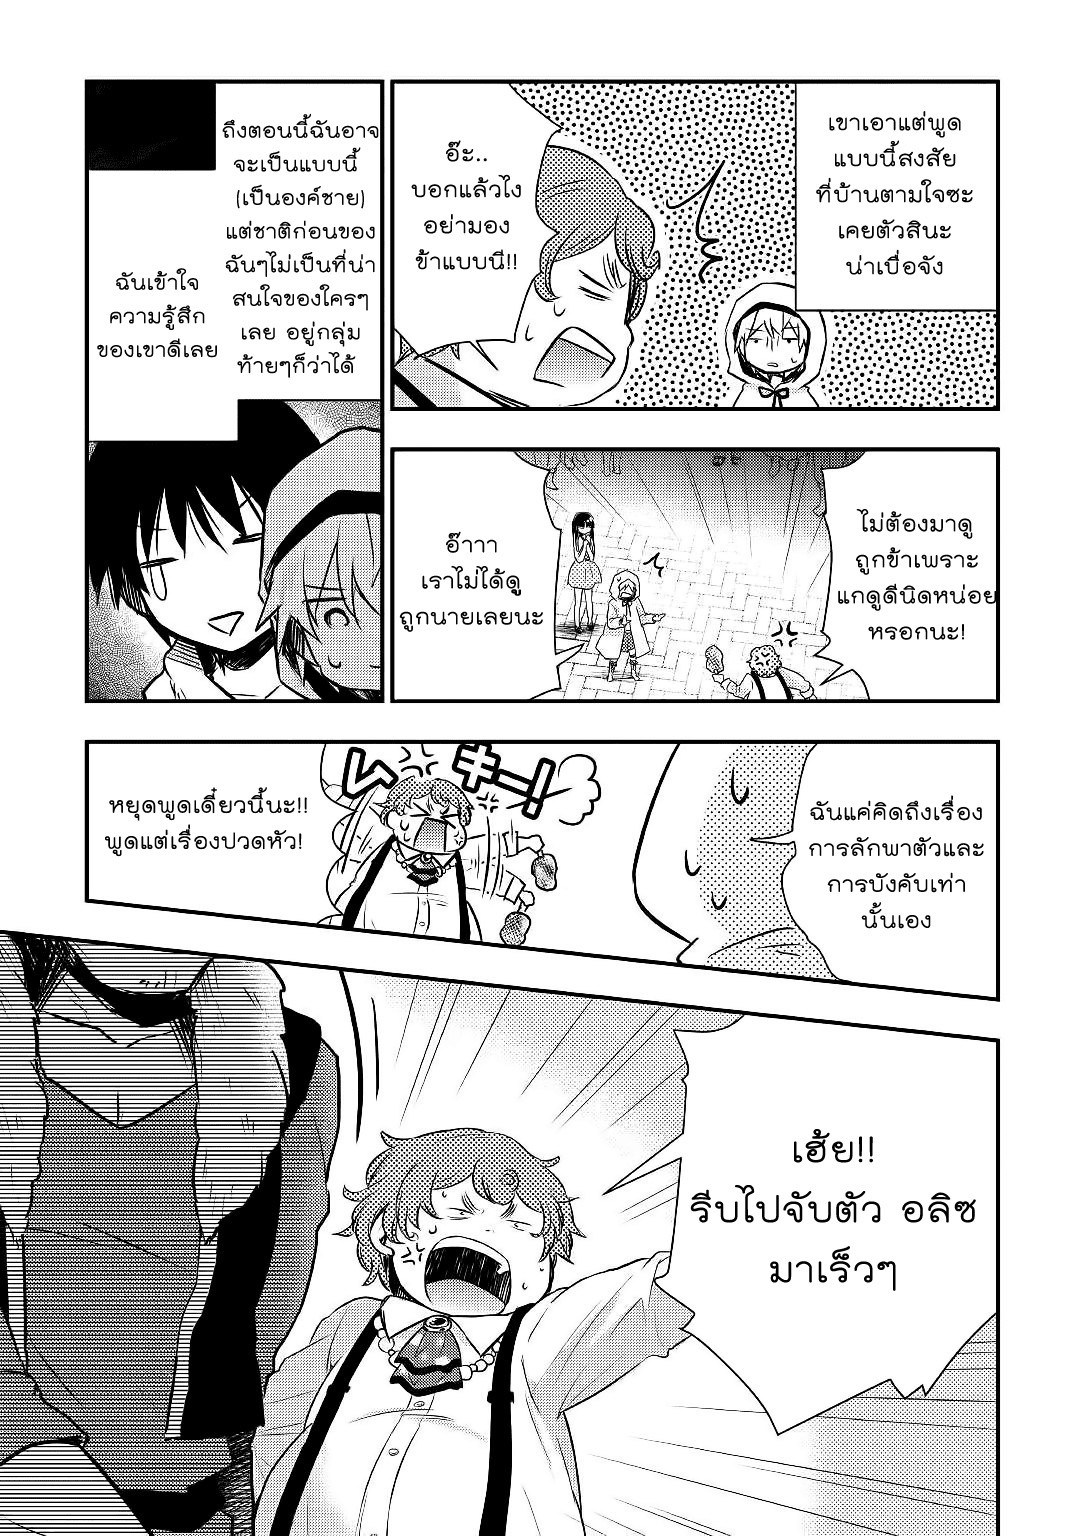 เขาเอาแต่พูด
แบบนี้สงสัย
ที่บ้านตามใจซะ
เคยตัวสินะ
น่าเบื่อจัง
อ๊ะ..
บอกแล้วไง
อย่ามอง
ข้าแบบนี!!
ถึงตอนนี้ฉันอาจ
จะเป็นแบบนี้
(เป็นองค์ชาย)
แต่ชาติก่อนของ
ฉันๆไม่เป็นที่น่า
สนใจของใครๆ
เลย อยู่กลุ่ม
ท้ายๆก็ว่าได้
ฉันเข้าใจ
ความรู้สึก
ของเขาดีเลย
ไม่ต้องมาดู
ถูกข้าเพราะ
แกดูดีนิดหน่อย
หรอกนะ!
อ๊าาา
เราไม่ได้ดู
ถูกนายเลยนะ
ฉันแค่คิดถึงเรื่อง
การลักพาตัวและ
การบังคับเท่า
นั้นเอง
ムキー!
หยุดพูดเดี๋ยวนี้นะ!!
พูดแต่เรื่องปวดหัว!
เฮ้ย!!
รีบไปจับตัว อลิซ
มาเร็วๆ